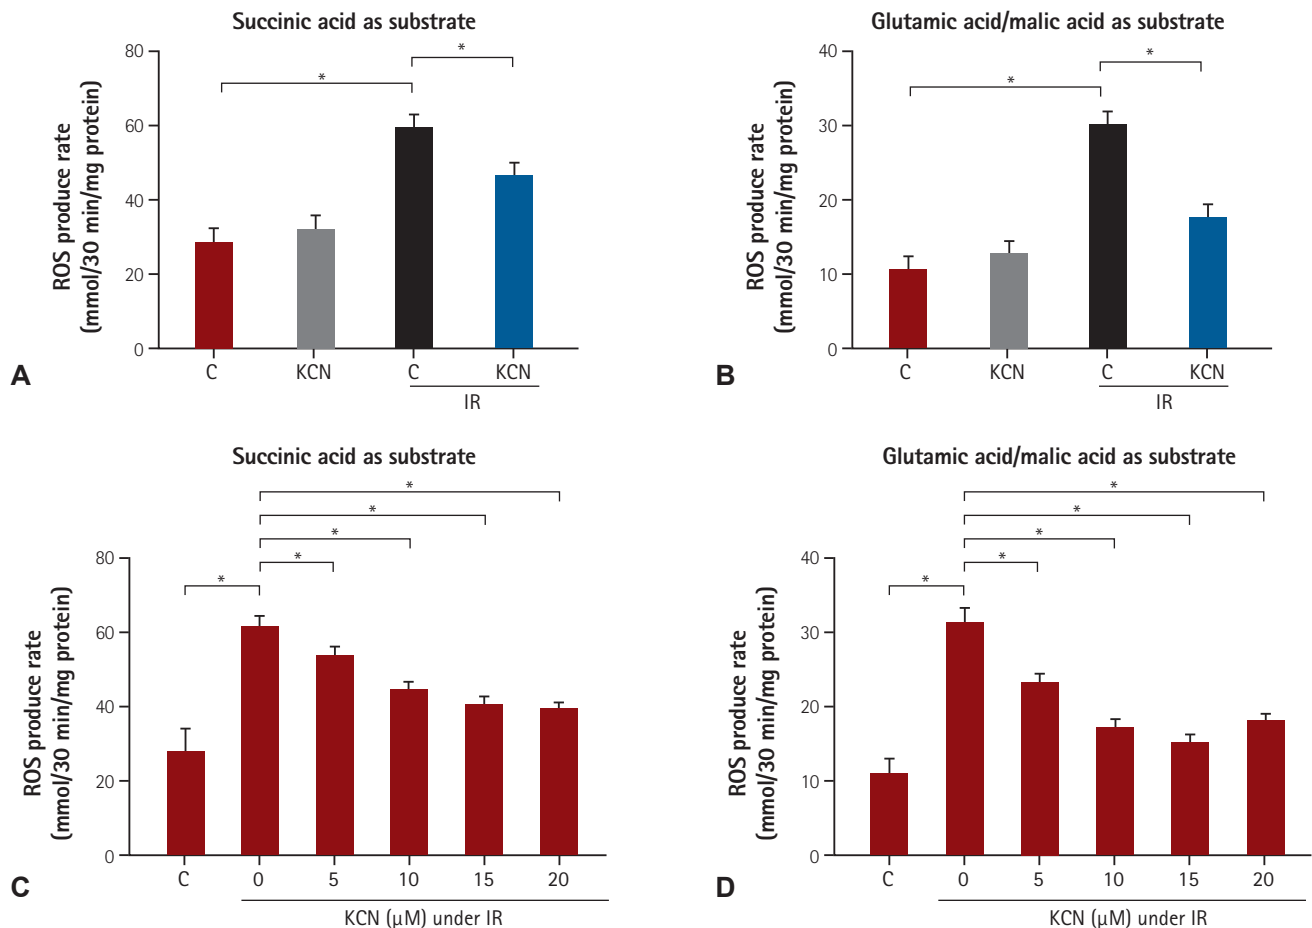 Succinic acid as substrate
ROS produce rate
(mmol/30 min/mg protein)
80
60
40
20
0
*
*
C
KCN
C
KCN
IR
A
Glutamic acid/malic acid as substrate
ROS produce rate
(mmol/30 min/mg protein)
40
30
20
10
0
*
*
C
KCN
C
KCN
IR
B
Succinic acid as substrate
ROS produce rate
(mmol/30 min/mg protein)
80
60
40
20
0
*
*
*
*
*
C
0
5
10
15
20
KCN (μM) under IR
C
Glutamic acid/malic acid as substrate
ROS produce rate
(mmol/30 min/mg protein)
40
30
20
10
0
*
*
*
*
*
C
0
5
10
15
20
KCN (μM) under IR
D